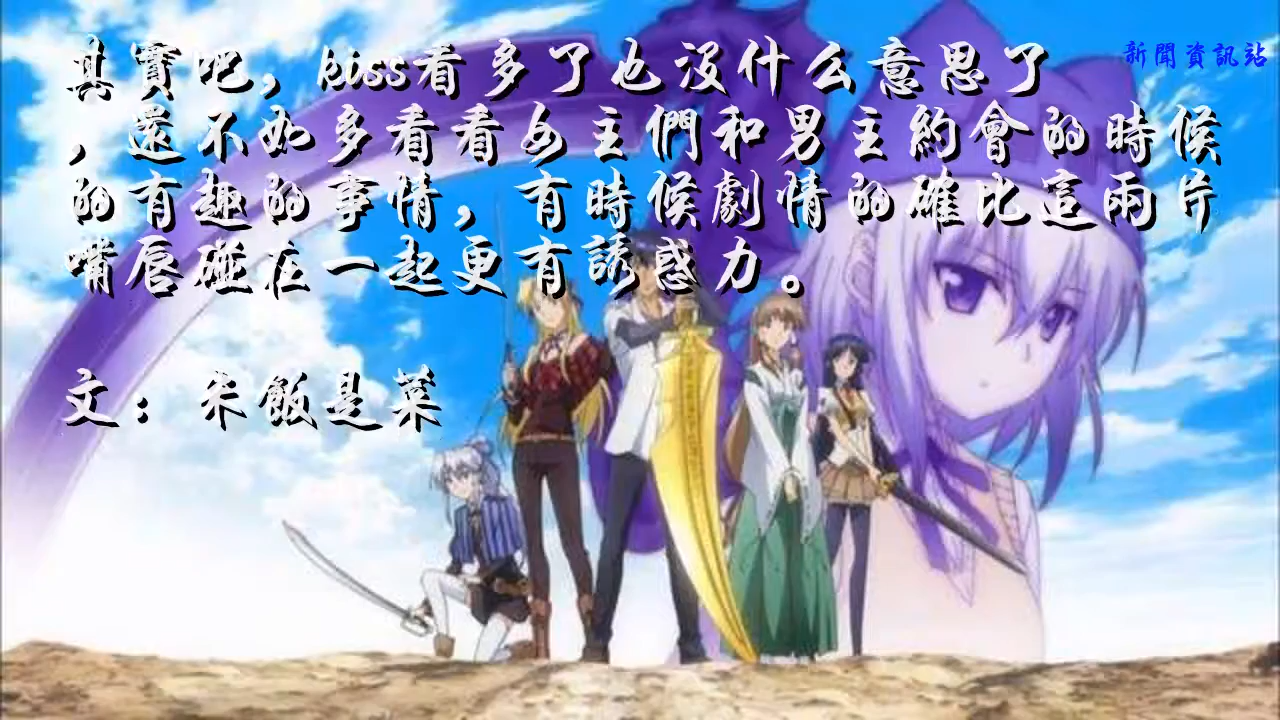 新聞資訊站
其實吧，kiss看多了也沒什么意思了
，還不如多看看女主們和男主約會的時候
的有趣的事情，有時候劇情的確比這兩片
嘴唇碰在一起更有誘惑力。
文：朱飯是菜